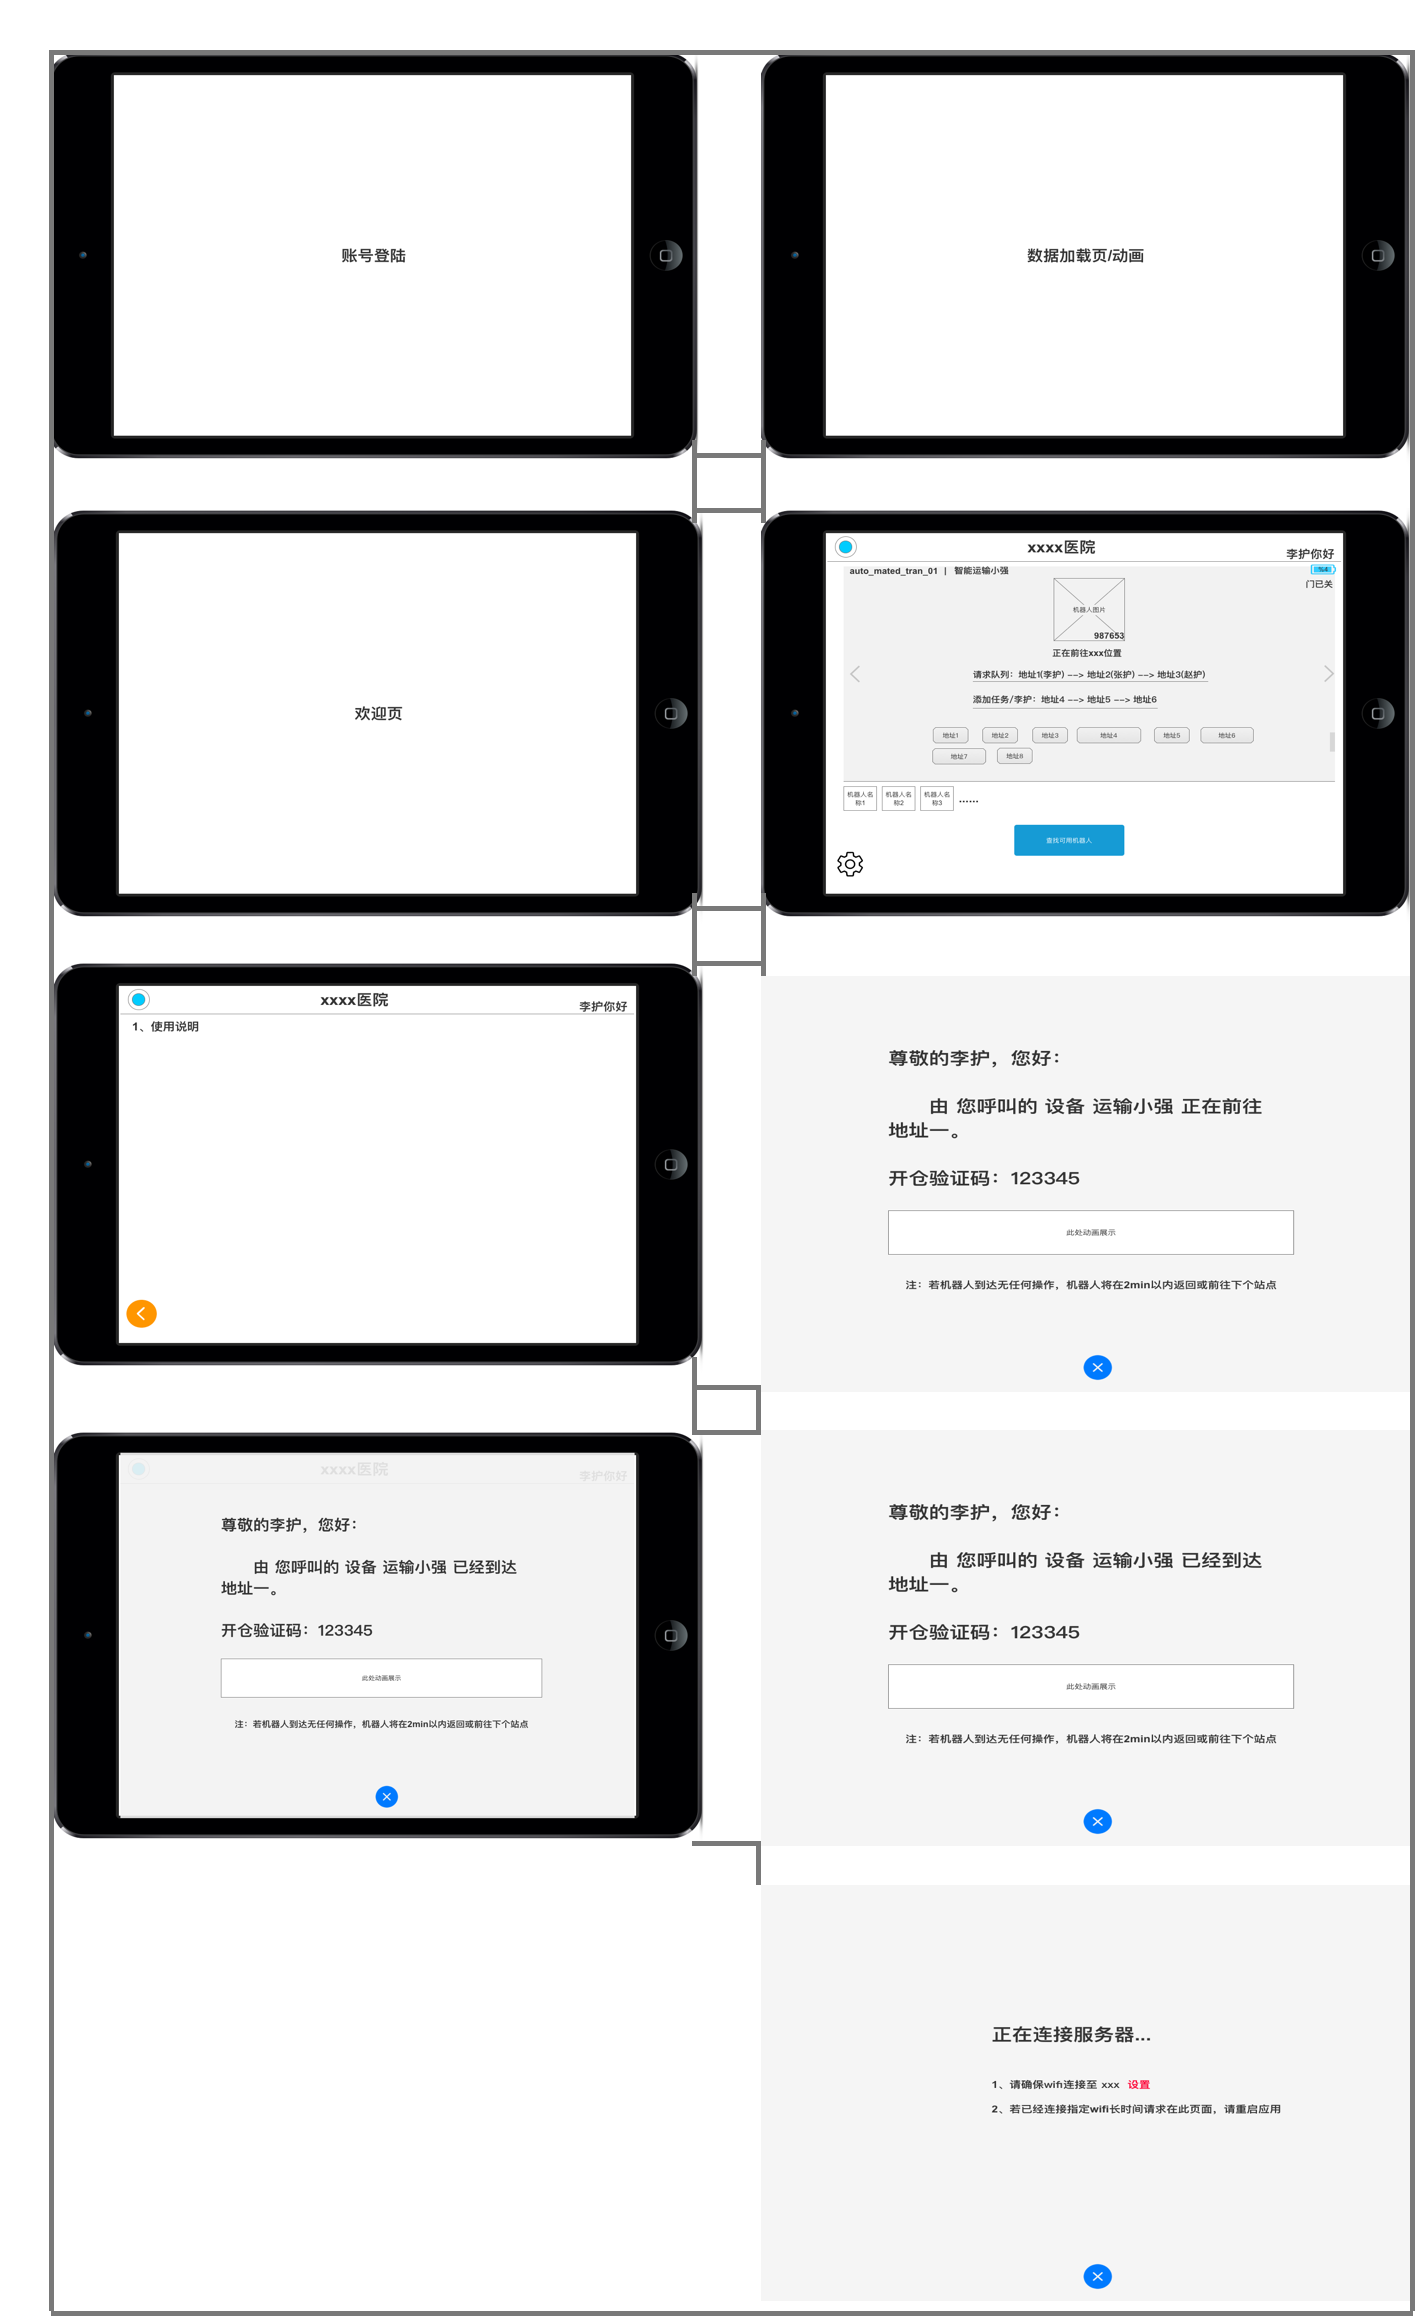 账号登陆
数据加载页/动画
欢迎页
xxxx医院
李护你好
auto_mated_tran_01 | 智能运输小强
门已关
机器人图片
987653
正在前往xxx位置
请求队列：地址1(李护) --> 地址2(张护) --> 地址3(赵护)
添加任务/李护：地址4 --> 地址5 --> 地址6
地址1 地址2 地址3 地址4 地址5 地址6
地址7 地址8
机器人名称1 机器人名称2 机器人名称3 ……
查找可用机器人
xxxx医院
李护你好
1、使用说明
尊敬的李护，您好：
由 您呼叫的 设备 运输小强 正在前往
地址一。
开仓验证码：123345
此处动画展示
注：若机器人到达无任何操作，机器人将在2min以内返回或前往下个站点
xxxx医院
李护你好
尊敬的李护，您好：
由 您呼叫的 设备 运输小强 已经到达
地址一。
开仓验证码：123345
此处动画展示
注：若机器人到达无任何操作，机器人将在2min以内返回或前往下个站点
尊敬的李护，您好：
由 您呼叫的 设备 运输小强 已经到达
地址一。
开仓验证码：123345
此处动画展示
注：若机器人到达无任何操作，机器人将在2min以内返回或前往下个站点
正在连接服务器...
1、请确保wifi连接至 xxx 设置
2、若已经连接指定wifi长时间请求在此页面，请重启应用